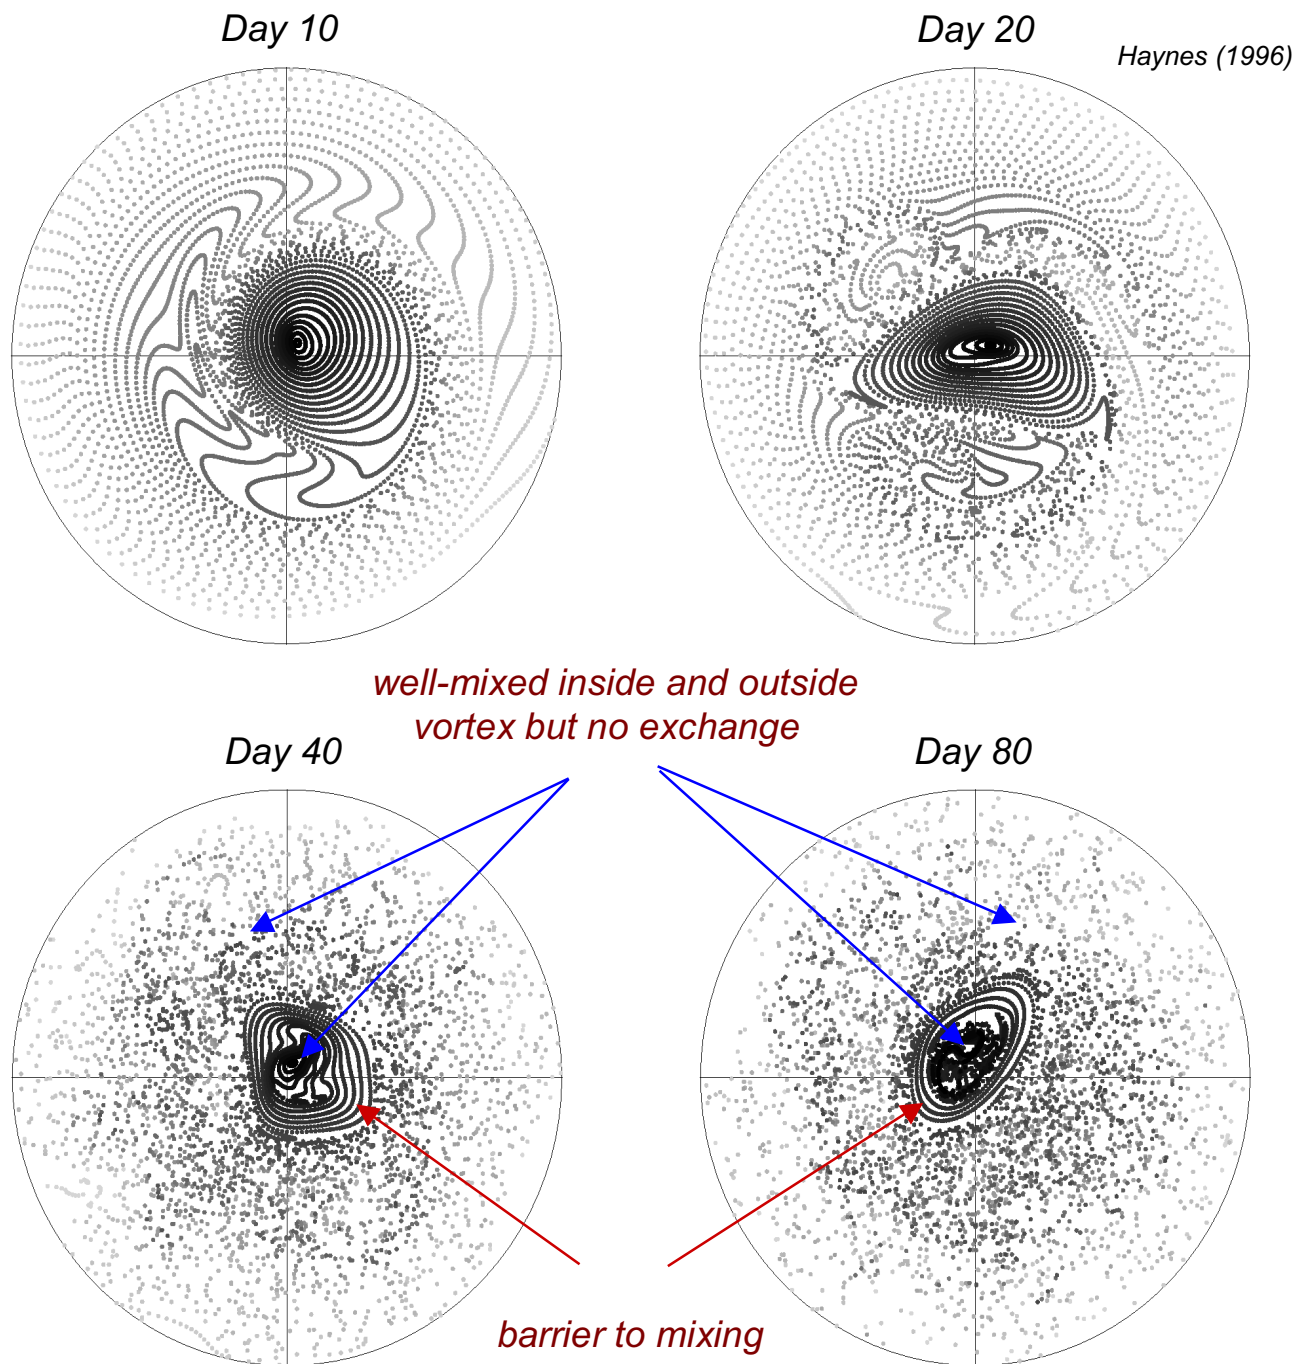 Day 10
Day 20
Haynes (1996)
well-mixed inside and outside
vortex but no exchange
Day 40
Day 80
barrier to mixing